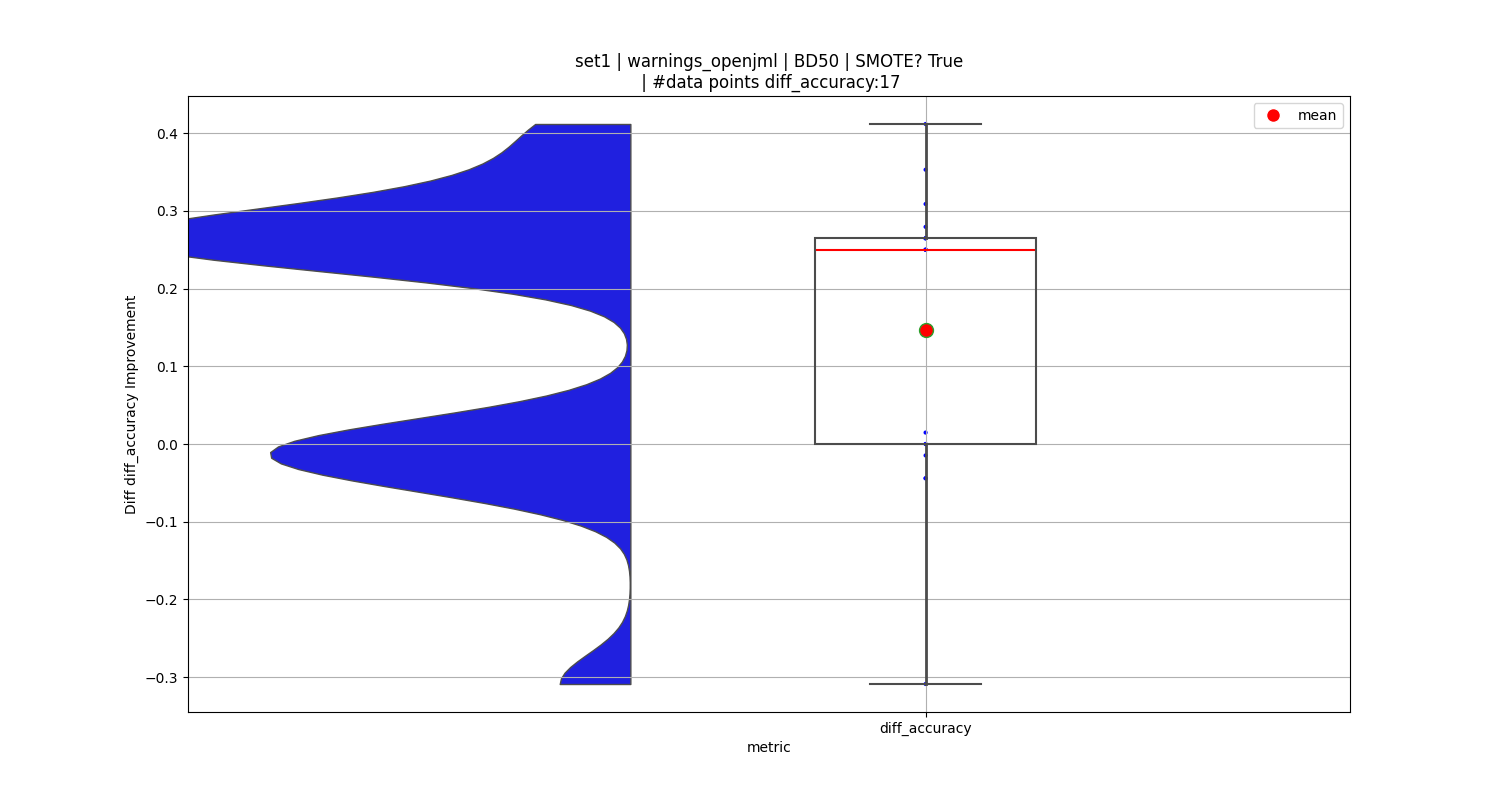 set1 | warnings_openjml | BD50 | SMOTE? True
| #data points diff_accuracy:17
mean
0.4
0.3
0.2
0.1
0.0
−0.1
−0.2
−0.3
Diff diff_accuracy Improvement
diff_accuracy
metric